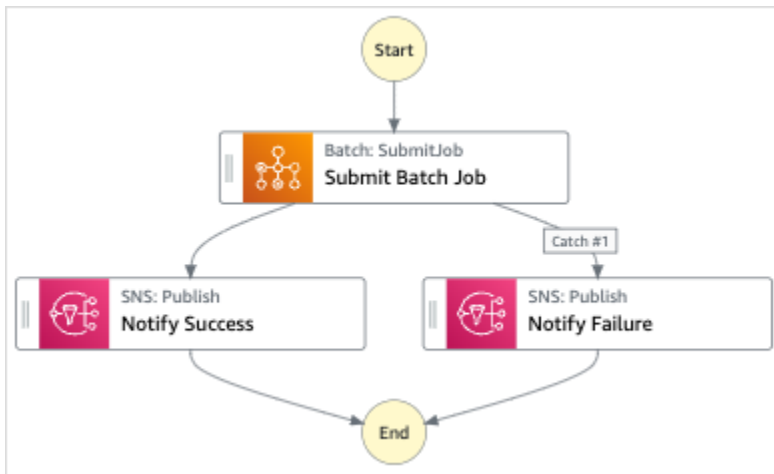 Start
Batch: SubmitJob
Submit Batch Job
Catch #1
SNS: Publish
Notify Success
SNS: Publish
Notify Failure
End